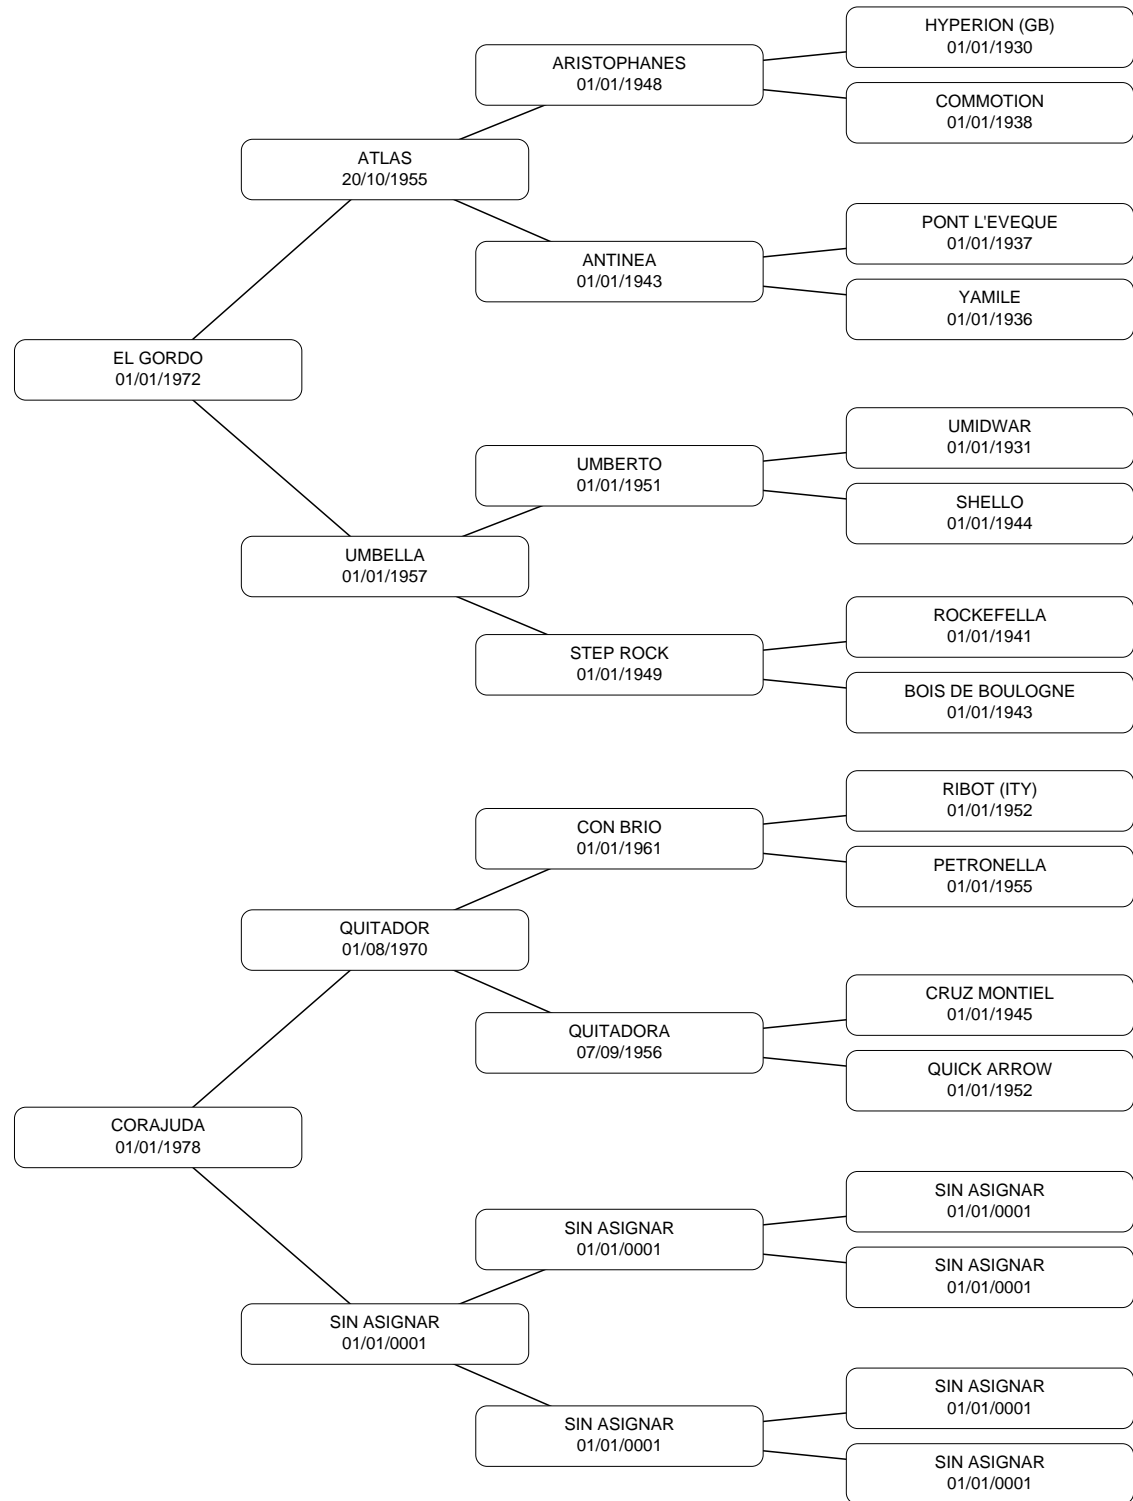 HYPERION (GB)
01/01/1930
ARISTOPHANES
01/01/1948
COMMOTION
01/01/1938
ATLAS
20/10/1955
PONT L'EVEQUE
01/01/1937
ANTINEA
01/01/1943
YAMILE
01/01/1936
EL GORDO
01/01/1972
UMIDWAR
01/01/1931
UMBERTO
01/01/1951
SHELLO
01/01/1944
UMBELLA
01/01/1957
ROCKEFELLA
01/01/1941
STEP ROCK
01/01/1949
BOIS DE BOULOGNE
01/01/1943
RIBOT (ITY)
01/01/1952
CON BRIO
01/01/1961
PETRONELLA
01/01/1955
QUITADOR
01/08/1970
CRUZ MONTIEL
01/01/1945
QUITADORA
07/09/1956
QUICK ARROW
01/01/1952
CORAJUDA
01/01/1978
SIN ASIGNAR
01/01/0001
SIN ASIGNAR
01/01/0001
SIN ASIGNAR
01/01/0001
SIN ASIGNAR
01/01/0001
SIN ASIGNAR
01/01/0001
SIN ASIGNAR
01/01/0001
SIN ASIGNAR
01/01/0001